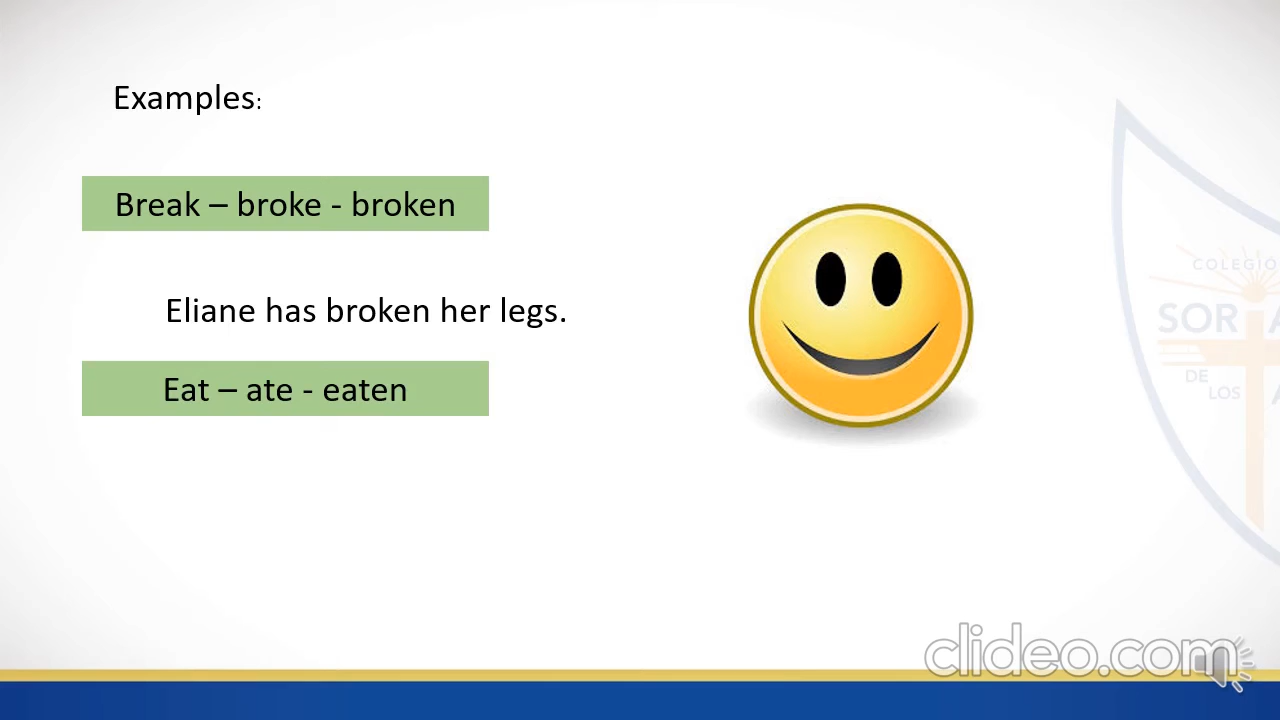 Examples:
Break – broke - broken
Eliane has broken her legs.
Eat – ate - eaten
COLEGIO
SOR
DE
LOS
clideo.com